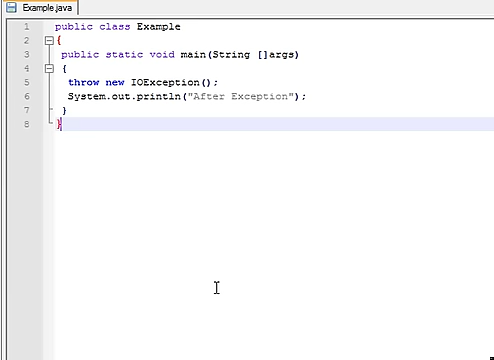 Example.java
1 public class Example
2 {
3 public static void main(String []args)
4 {
5 throw new IOException();
6 System.out.println("After Exception");
7 }
8 }